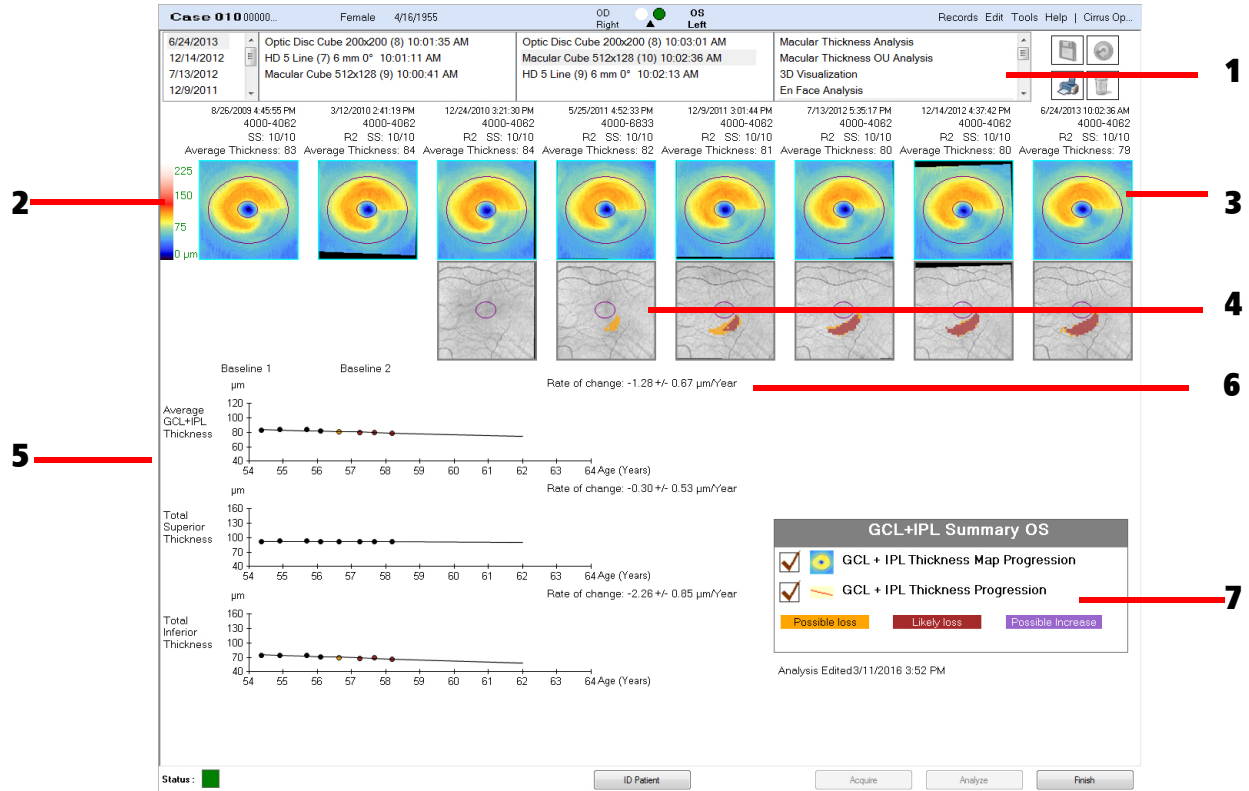 Case 010 00000... Female 4/16/1955 OD Right OS Left Records Edit Tools Help | Cirrus Op...
6/24/2013
12/14/2012
7/13/2012
12/9/2011
Optic Disc Cube 200x200 (8) 10:01:35 AM
HD 5 Line (7) 6 mm 0° 10:01:11 AM
Macular Cube 512x128 (9) 10:00:41 AM
Optic Disc Cube 200x200 (8) 10:03:01 AM
Macular Cube 512x128 (10) 10:02:36 AM
HD 5 Line (9) 6 mm 0° 10:02:13 AM
Macular Thickness Analysis
Macular Thickness OU Analysis
3D Visualization
En Face Analysis
1
8/26/2009 4:45:55 PM
4000-4062
SS: 10/10
Average Thickness: 83
3/12/2010 2:41:19 PM
4000-4062
R2 SS: 10/10
Average Thickness: 84
12/24/2010 3:21:30 PM
4000-4062
R2 SS: 10/10
Average Thickness: 84
5/25/2011 4:52:33 PM
4000-6833
R2 SS: 10/10
Average Thickness: 82
12/9/2011 3:01:44 PM
4000-4062
R2 SS: 10/10
Average Thickness: 81
7/13/2012 5:35:17 PM
4000-4062
R2 SS: 10/10
Average Thickness: 80
12/14/2012 4:37:42 PM
4000-4062
R2 SS: 10/10
Average Thickness: 80
6/24/2013 10:02:36 AM
4000-4062
R2 SS: 10/10
Average Thickness: 79
225
150
75
0 µm
2
3
4
Baseline 1 Baseline 2
µm
Rate of change: -1.28 +/- 0.67 µm/Year
6
Average
GCL+IPL
Thickness
120
100
80
60
40
54 55 56 57 58 59 60 61 62 63 64 Age (Years)
5
µm
Rate of change: -0.30 +/- 0.53 µm/Year
Total
Superior
Thickness
160
130
100
70
40
54 55 56 57 58 59 60 61 62 63 64 Age (Years)
µm
Rate of change: -2.26 +/- 0.85 µm/Year
Total
Inferior
Thickness
160
130
100
70
40
54 55 56 57 58 59 60 61 62 63 64 Age (Years)
GCL+IPL Summary OS
GCL + IPL Thickness Map Progression
GCL + IPL Thickness Progression
7
Possible loss Likely loss Possible Increase
Analysis Edited 3/11/2016 3:52 PM
Status : ID Patient Acquire Analyze Finish